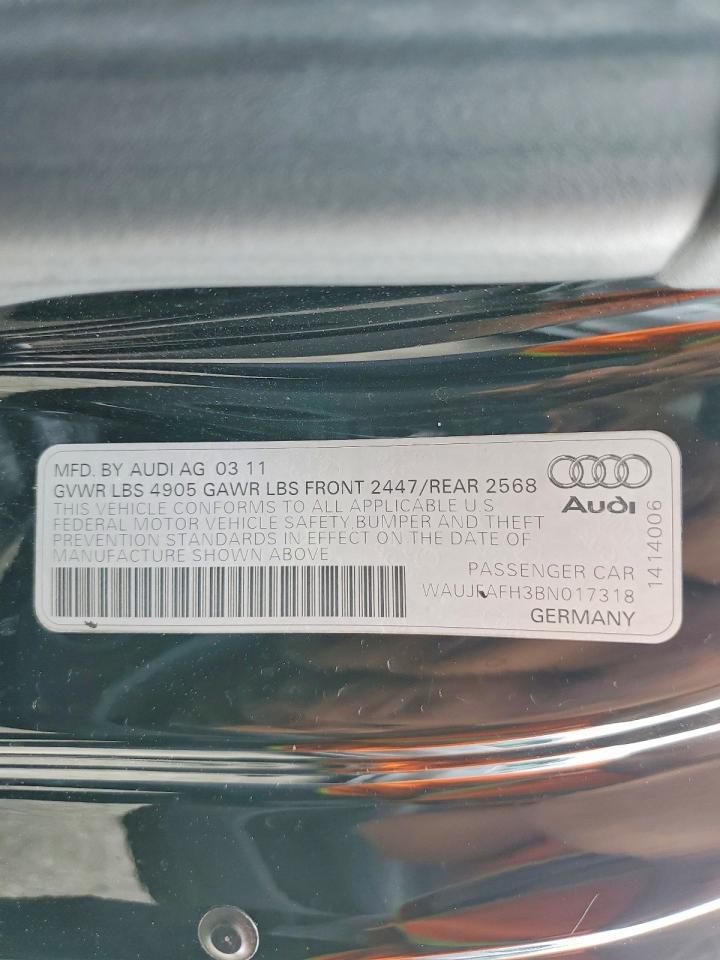 MFD. BY AUDI AG 03 11
GVWR LBS 4905 GAWR LBS FRONT 2447/REAR 2568
THIS VEHICLE CONFORMS TO ALL APPLICABLE U.S
FEDERAL MOTOR VEHICLE SAFETY,BUMPER AND THEFT
PREVENTION STANDARDS IN EFFECT ON THE DATE OF
MANUFACTURE SHOWN ABOVE.
Audi
1414006
PASSENGER CAR
WAUJFAFH3BN017318
GERMANY